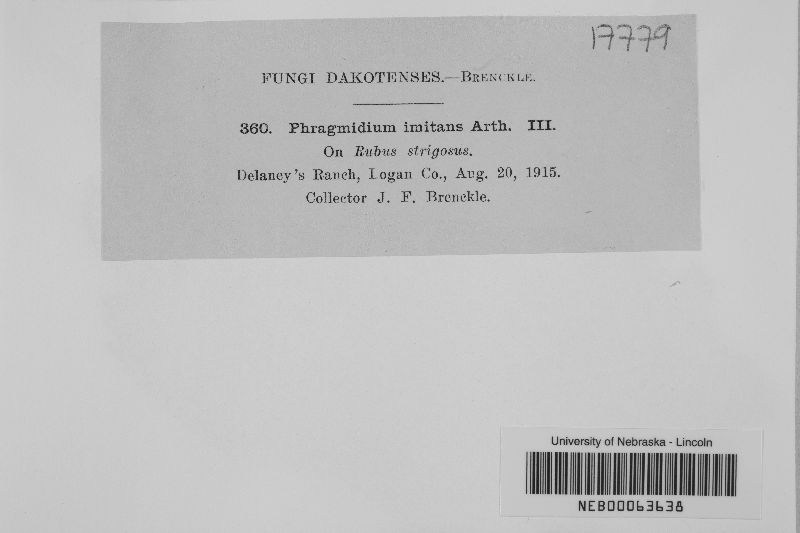 17779
FUNGI DAKOTENSES.—BRENCKLE.
360. Phragmidium imitans Arth. III.
On Rubus strigosus.
Delaney's Ranch, Logan Co., Aug. 20, 1915.
Collector J. F. Brenckle.
University of Nebraska - Lincoln
NEB00063638